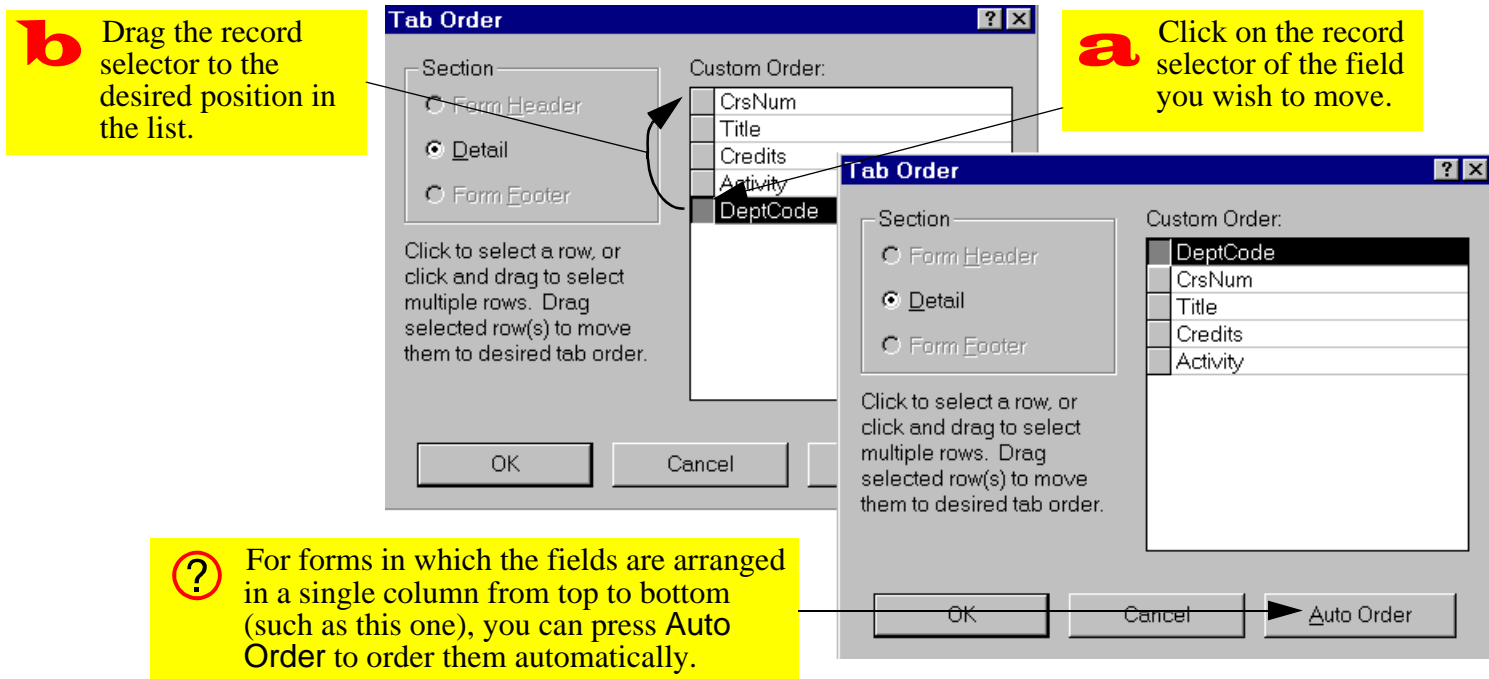 b
Drag the record
selector to the
desired position in
the list.
a
Click on the record
selector of the field
you wish to move.
Tab Order
Section
Form Header
Detail
Form Footer
Custom Order:
CrsNum
Title
Credits
Activity
DeptCode
Click to select a row, or
click and drag to select
multiple rows. Drag
selected row(s) to move
them to desired tab order.
OK
Cancel
Tab Order
Section
Form Header
Detail
Form Footer
Custom Order:
DeptCode
CrsNum
Title
Credits
Activity
Click to select a row, or
click and drag to select
multiple rows. Drag
selected row(s) to move
them to desired tab order.
OK
Cancel
Auto Order
?
For forms in which the fields are arranged
in a single column from top to bottom
(such as this one), you can press Auto
Order to order them automatically.